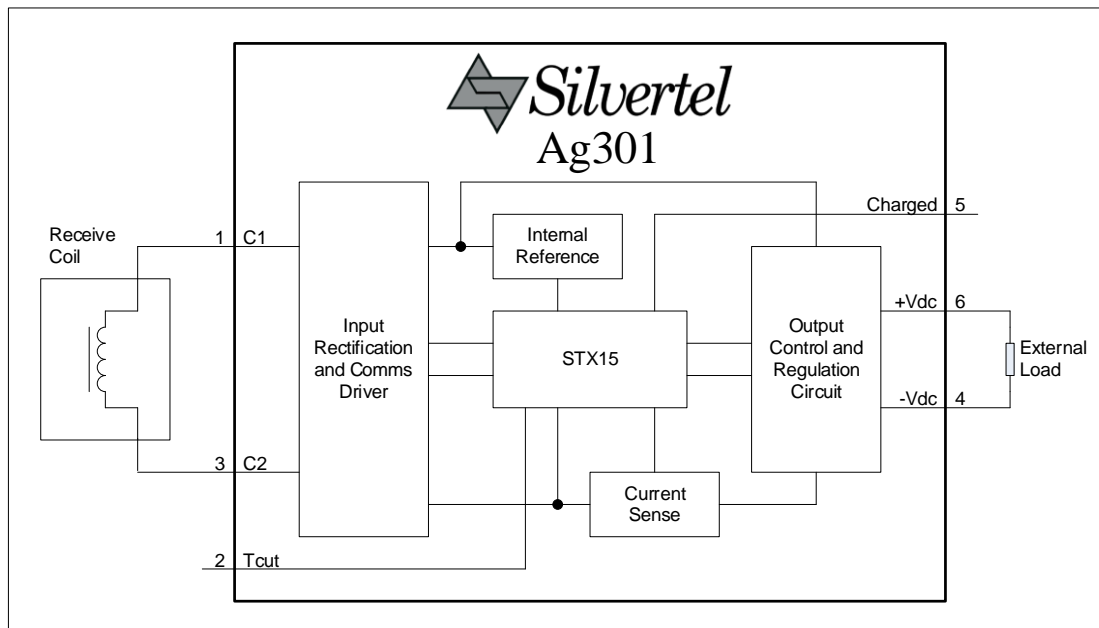 Silvertel
Ag301
Charged 5
Receive
Coil
1 C1
Internal
Reference
+Vdc 6
Input
Rectification
and Comms
Driver
STX15
Output
Control and
Regulation
Circuit
External
Load
-Vdc 4
3 C2
Current
Sense
2 Tcut